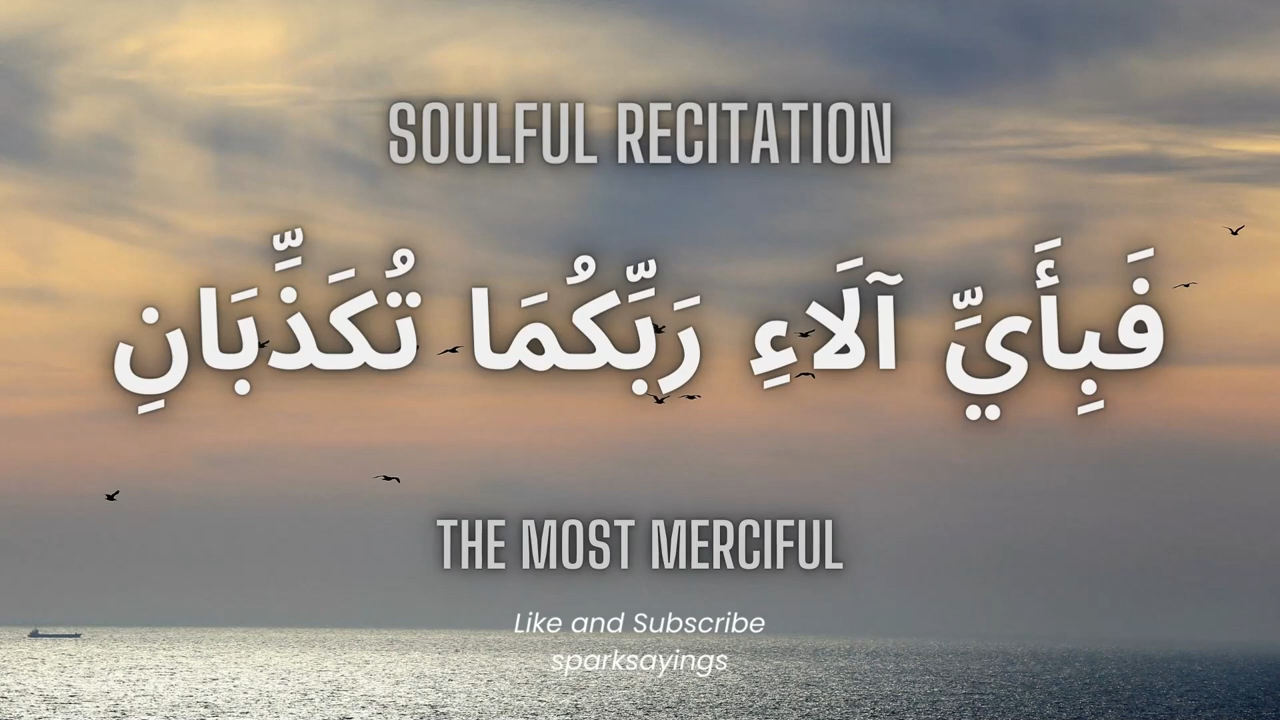 SOULFUL RECITATION
فَبِأَيِّ آلَاءِ رَبِّكُمَا تُكَذِّبَانِ
THE MOST MERCIFUL
Like and Subscribe
sparksayings